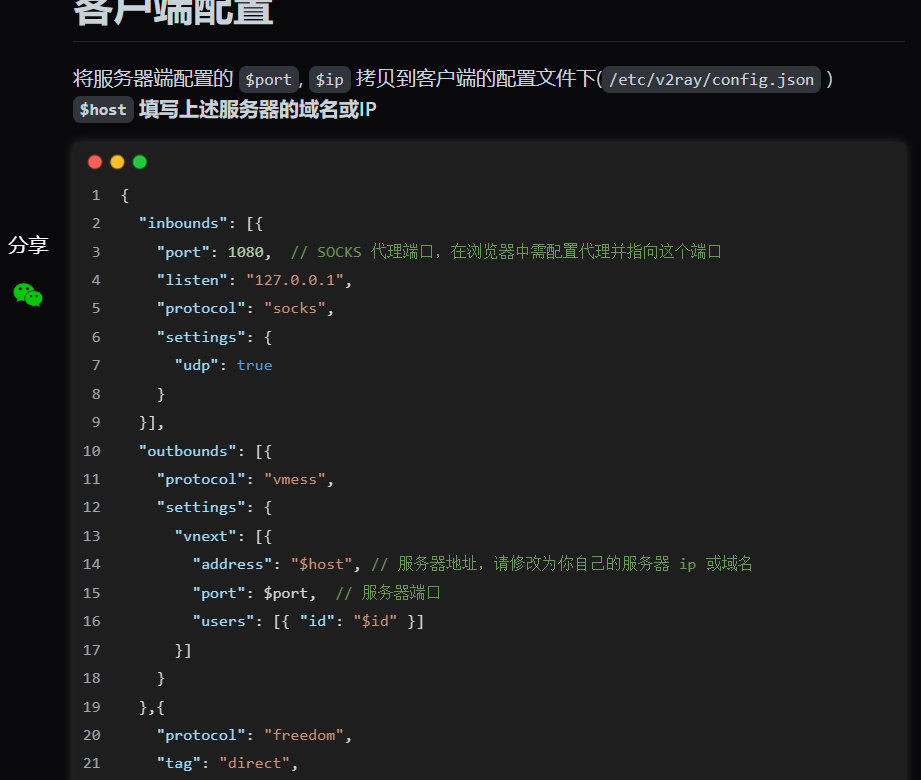 客户端配置
将服务器端配置的 $port, $ip 拷贝到客户端的配置文件下( /etc/v2ray/config.json )
$host 填写上述服务器的域名或IP
分享
1 {
2   "inbounds": [{
3     "port": 1080,  // SOCKS 代理端口，在浏览器中需配置代理并指向这个端口
4     "listen": "127.0.0.1",
5     "protocol": "socks",
6     "settings": {
7       "udp": true
8     }
9   }],
10   "outbounds": [{
11     "protocol": "vmess",
12     "settings": {
13       "vnext": [{
14         "address": "$host", // 服务器地址，请修改为你自己的服务器 ip 或域名
15         "port": $port,  // 服务器端口
16         "users": [{ "id": "$id" }]
17       }]
18     }
19   },{
20     "protocol": "freedom",
21     "tag": "direct",